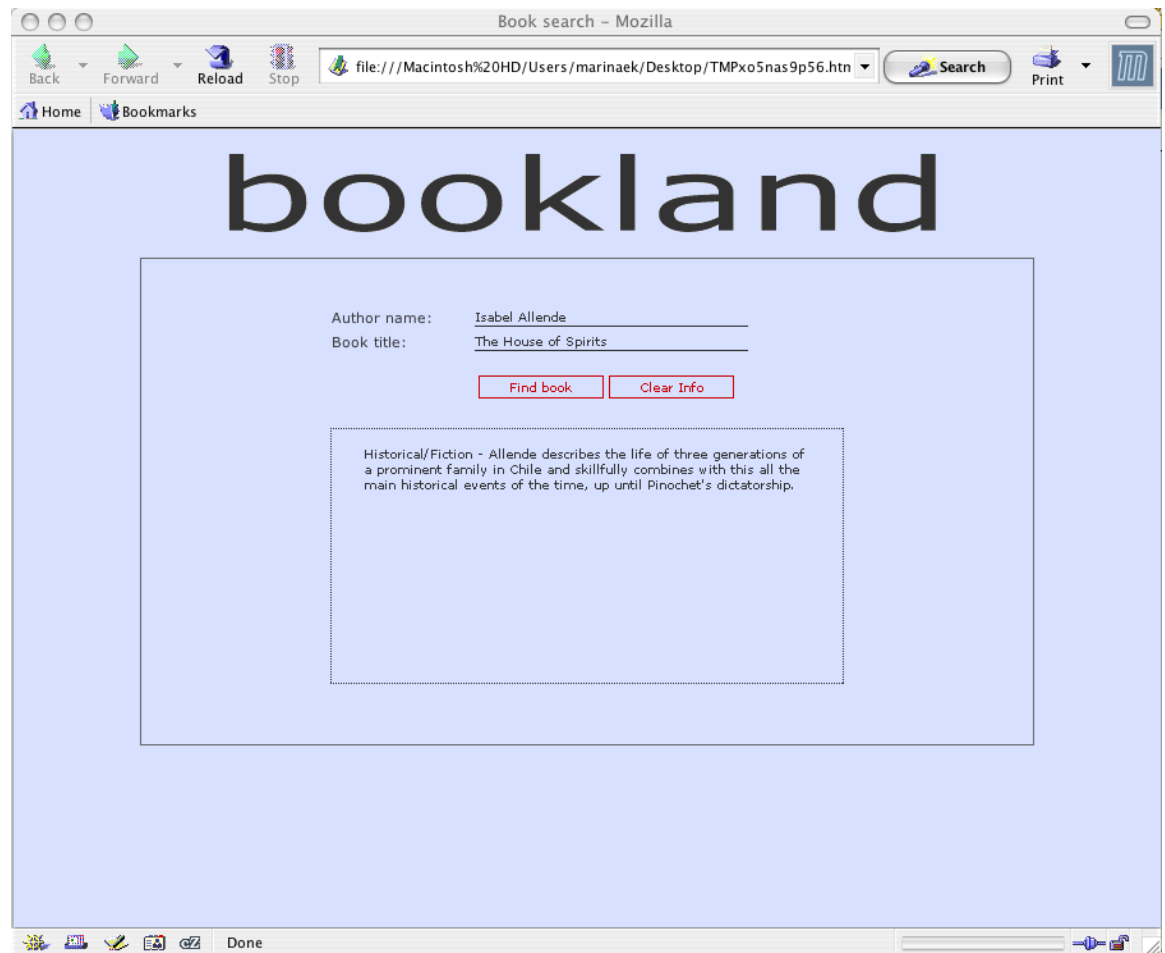 Book search – Mozilla
Back Forward Reload Stop file:///Macintosh%20HD/Users/marinaek/Desktop/TMPxo5nas9p56.htn Search Print
Home Bookmarks
bookland
Author name: Isabel Allende
Book title: The House of Spirits
Find book Clear Info
Historical/Fiction - Allende describes the life of three generations of
a prominent family in Chile and skillfully combines with this all the
main historical events of the time, up until Pinochet's dictatorship.
Done